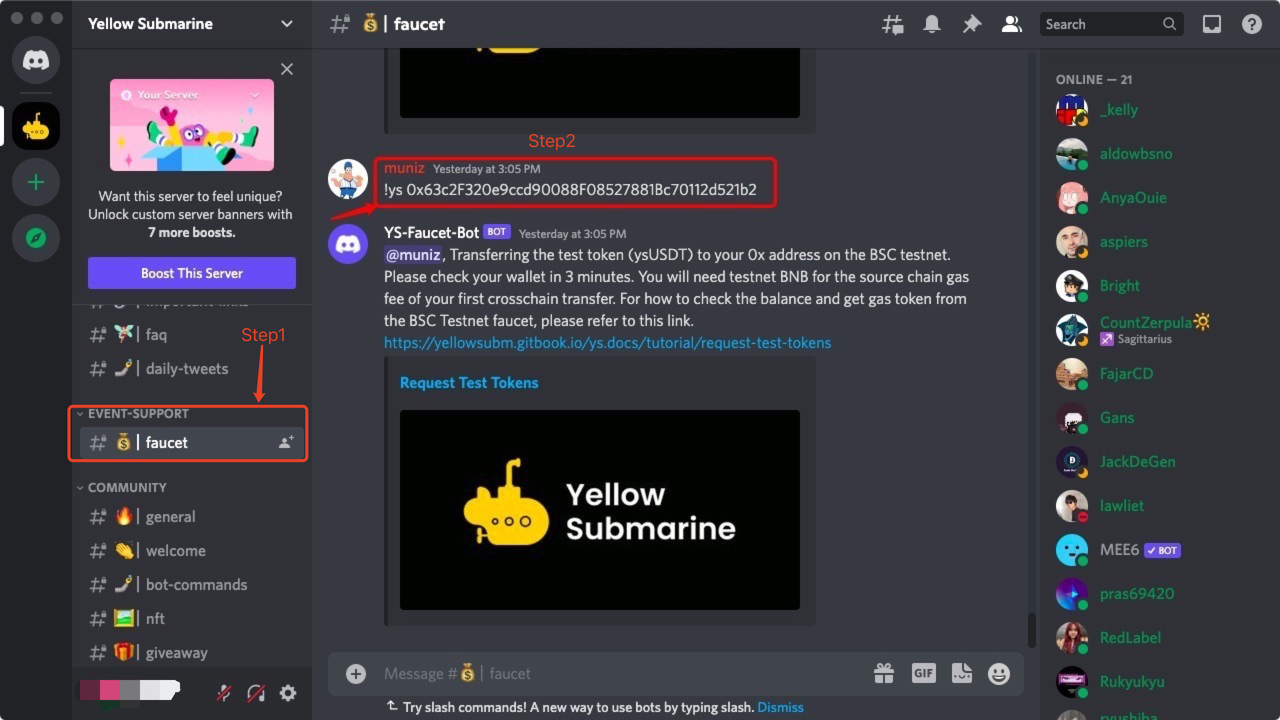 Yellow Submarine
Your Server
Want this server to feel unique?
Unlock custom server banners with
7 more boosts.
Boost This Server
important-links
faq
Step1
daily-tweets
EVENT-SUPPORT
faucet
COMMUNITY
general
welcome
bot-commands
nft
giveaway
faucet
Search
Step2
muniz Yesterday at 3:05 PM
!ys 0x63c2F320e9ccd90088F08527881Bc70112d521b2
YS-Faucet-Bot BOT Yesterday at 3:05 PM
@muniz, Transferring the test token (ysUSDT) to your 0x address on the BSC testnet.
Please check your wallet in 3 minutes. You will need testnet BNB for the source chain gas
fee of your first crosschain transfer. For how to check the balance and get gas token from
the BSC Testnet faucet, please refer to this link.
https://yellowsubm.gitbook.io/ys.docs/tutorial/request-test-tokens
Request Test Tokens
Yellow
Submarine
Message # | faucet
GIF
Try slash commands! A new way to use bots by typing slash. Dismiss
ONLINE — 21
_kelly
aldowbsno
AnyaOuie
aspiers
Bright
CountZerpula
Sagittarius
FajarCD
Gans
JackDeGen
lawliet
MEE6 BOT
pras69420
RedLabel
Rukyukyu